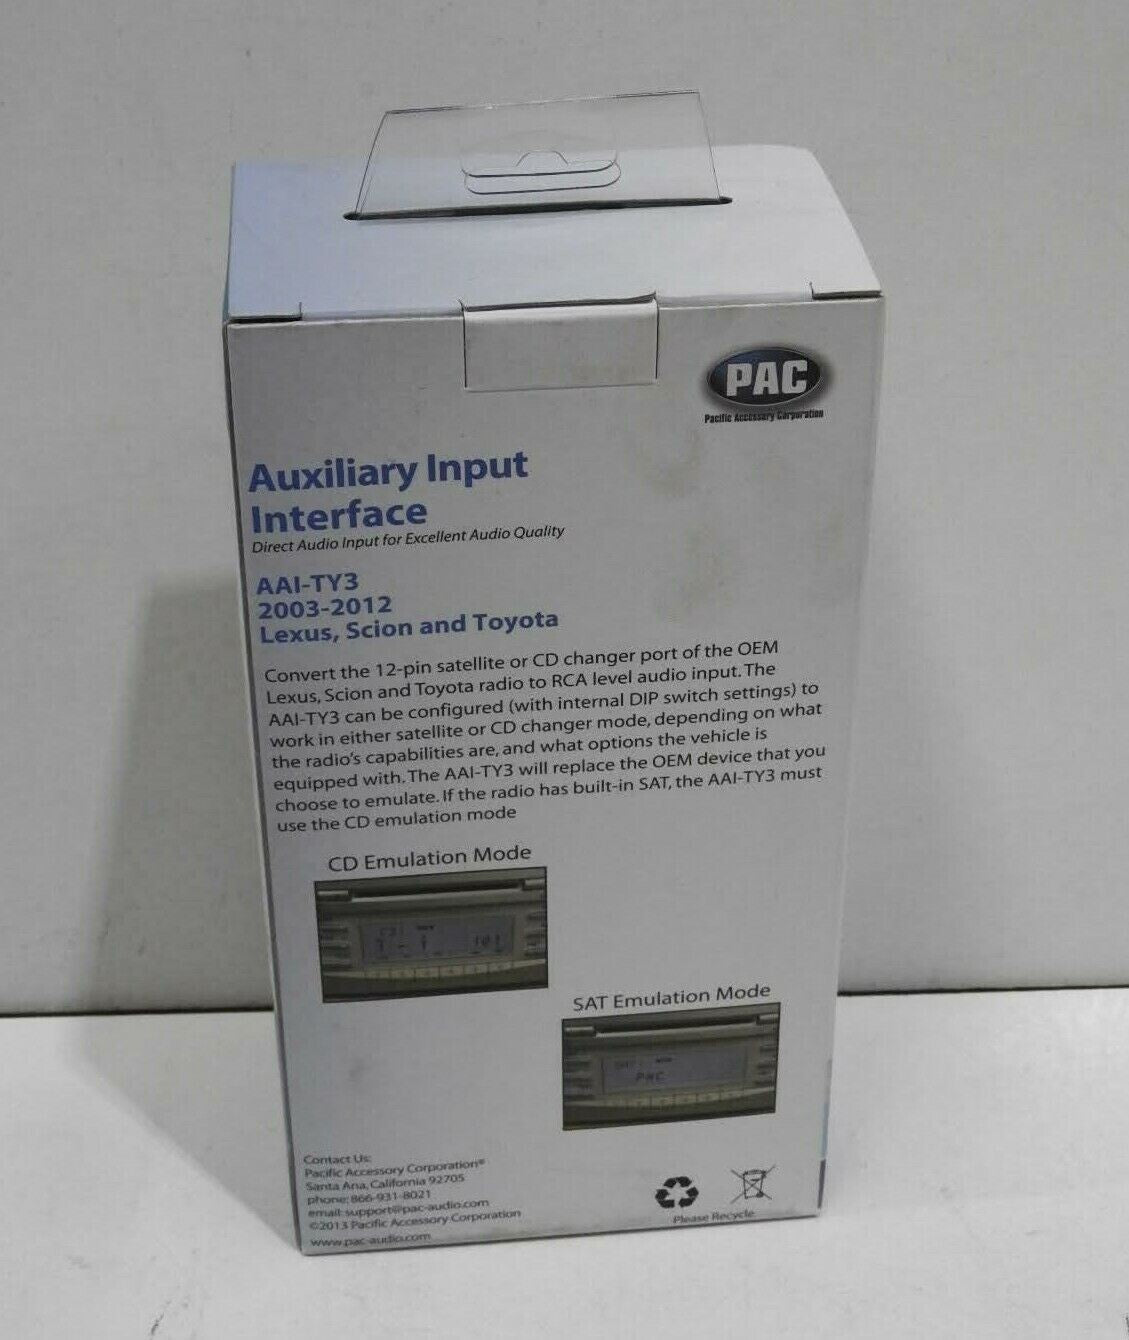 PAC
Pacific Accessory Corporation
Auxiliary Input
Interface
Direct Audio Input for Excellent Audio Quality
AAI-TY3
2003-2012
Lexus, Scion and Toyota
Convert the 12-pin satellite or CD changer port of the OEM
Lexus, Scion and Toyota radio to RCA level audio input. The
AAI-TY3 can be configured (with internal DIP switch settings) to
work in either satellite or CD changer mode, depending on what
the radio's capabilities are, and what options the vehicle is
equipped with. The AAI-TY3 will replace the OEM device that you
choose to emulate. If the radio has built-in SAT, the AAI-TY3 must
use the CD emulation mode
CD Emulation Mode
SAT Emulation Mode
PAC
Contact Us:
Pacific Accessory Corporation®
Santa Ana, California 92705
phone: 866-931-8021
email: support@pac-audio.com
©2013 Pacific Accessory Corporation
www.pac-audio.com
Please Recycle